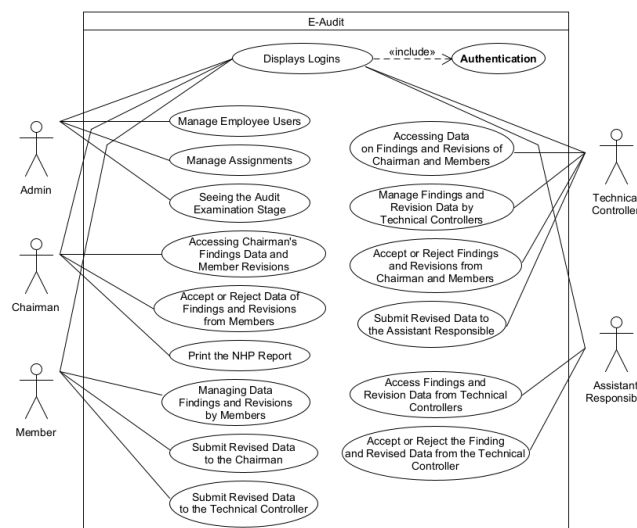 E-Audit
Displays Logins
«include»
Authentication
Manage Employee Users
Manage Assignments
Seeing the Audit
Examination Stage
Accessing Chairman's
Findings Data and
Member Revisions
Accept or Reject Data of
Findings and Revisions
from Members
Print the NHP Report
Managing Data
Findings and Revisions
by Members
Submit Revised Data
to the Chairman
Submit Revised Data
to the Technical Controller
Accessing Data
on Findings and Revisions of
Chairman and Members
Manage Findings and
Revision Data by
Technical Controllers
Accept or Reject Findings
and Revisions from
Chairman and Members
Submit Revised Data to
the Assistant Responsible
Access Findings and
Revision Data from Technical
Controllers
Accept or Reject the Finding
and Revised Data from the Technical
Controller
Admin
Chairman
Member
Technical
Controller
Assistant
Responsible